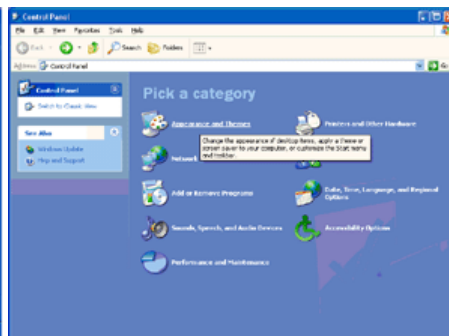 Control Panel
File Edit View Favorites Tools Help
Back Search Folders
Address Control Panel Go
Control Panel
Switch to Classic View
See Also
Windows Update
Help and Support
Pick a category
Appearance and Themes
Printers and Other Hardware
Change the appearance of desktop items, apply a theme or
screen saver to your computer, or customize the Start menu
and taskbar.
Network
Add or Remove Programs
Date, Time, Language, and Regional
Options
Sounds, Speech, and Audio Devices
Accessibility Options
Performance and Maintenance